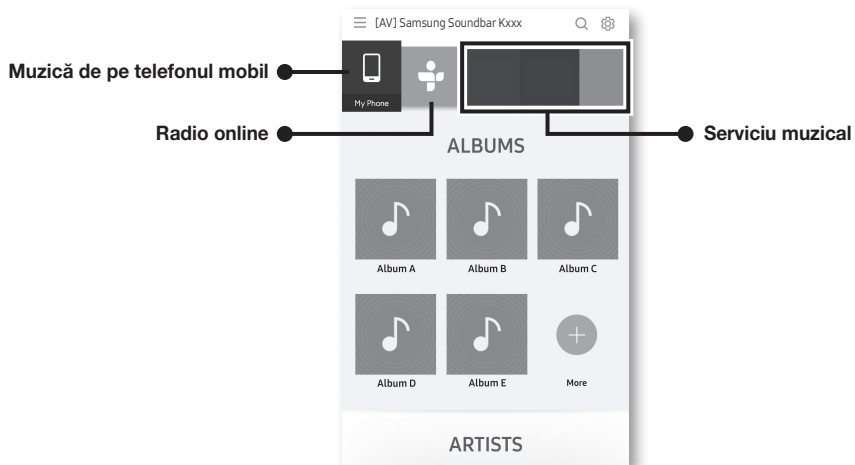 [AV] Samsung Soundbar Kxxx
Muzică de pe telefonul mobil
My Phone
Radio online
Serviciu muzical
ALBUMS
Album A
Album B
Album C
Album D
Album E
More
ARTISTS